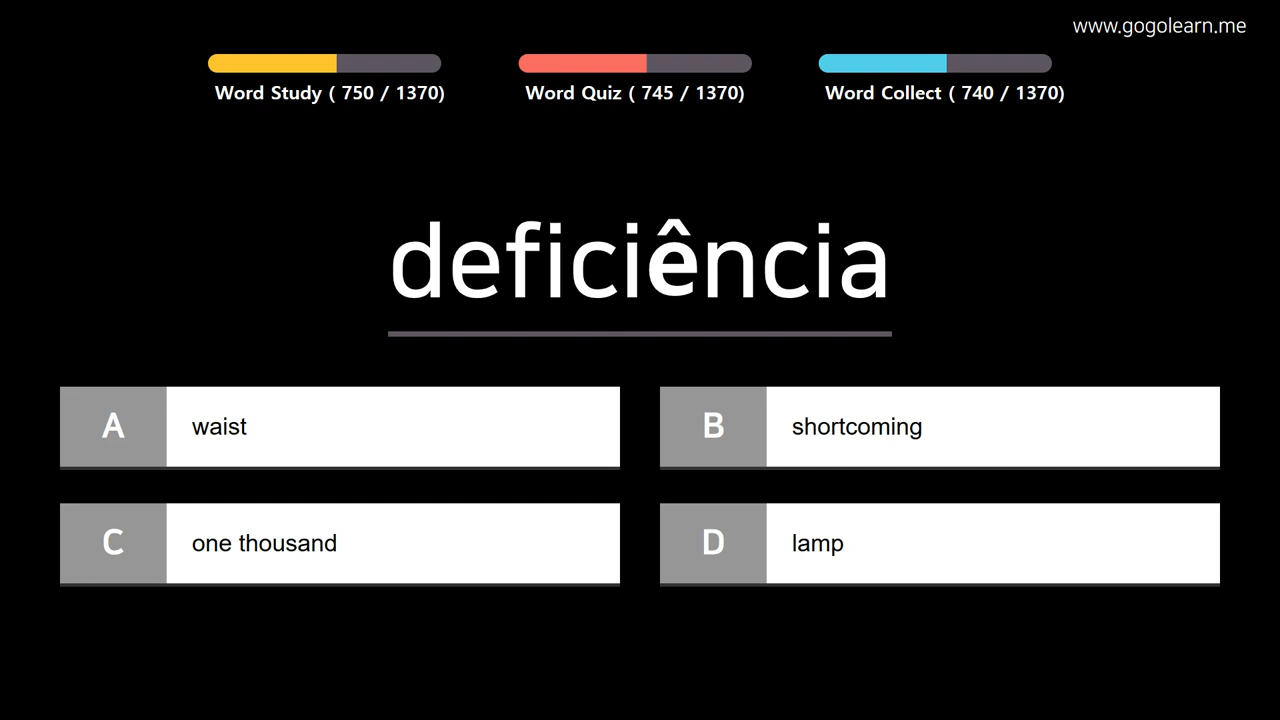 www.gogolearn.me
Word Study ( 750 / 1370)
Word Quiz ( 745 / 1370)
Word Collect ( 740 / 1370)
deficiência
A
waist
B
shortcoming
C
one thousand
D
lamp